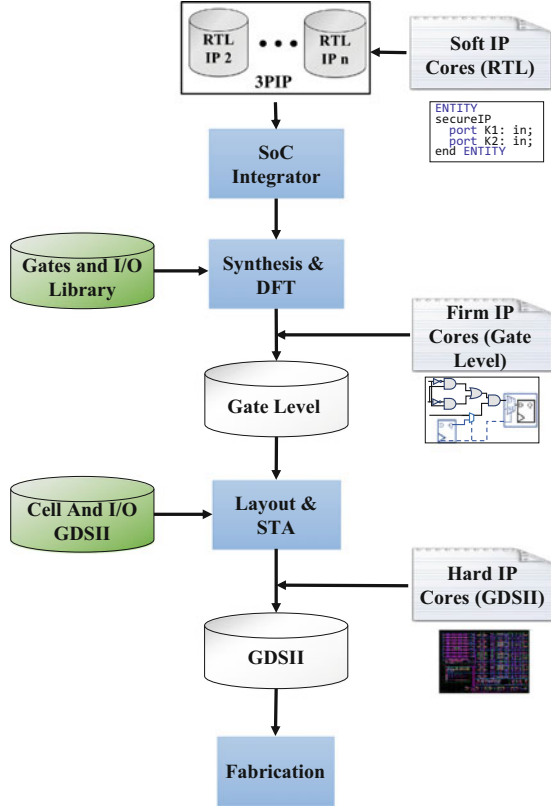 RTL
IP 2
RTL
IP n
3PIP
Soft IP
Cores (RTL)
ENTITY
secureIP
port K1: in;
port K2: in;
end ENTITY
SoC
Integrator
Gates and I/O
Library
Synthesis &
DFT
Firm IP
Cores (Gate
Level)
Gate Level
Cell And I/O
GDSII
Layout &
STA
Hard IP
Cores (GDSII)
GDSII
Fabrication